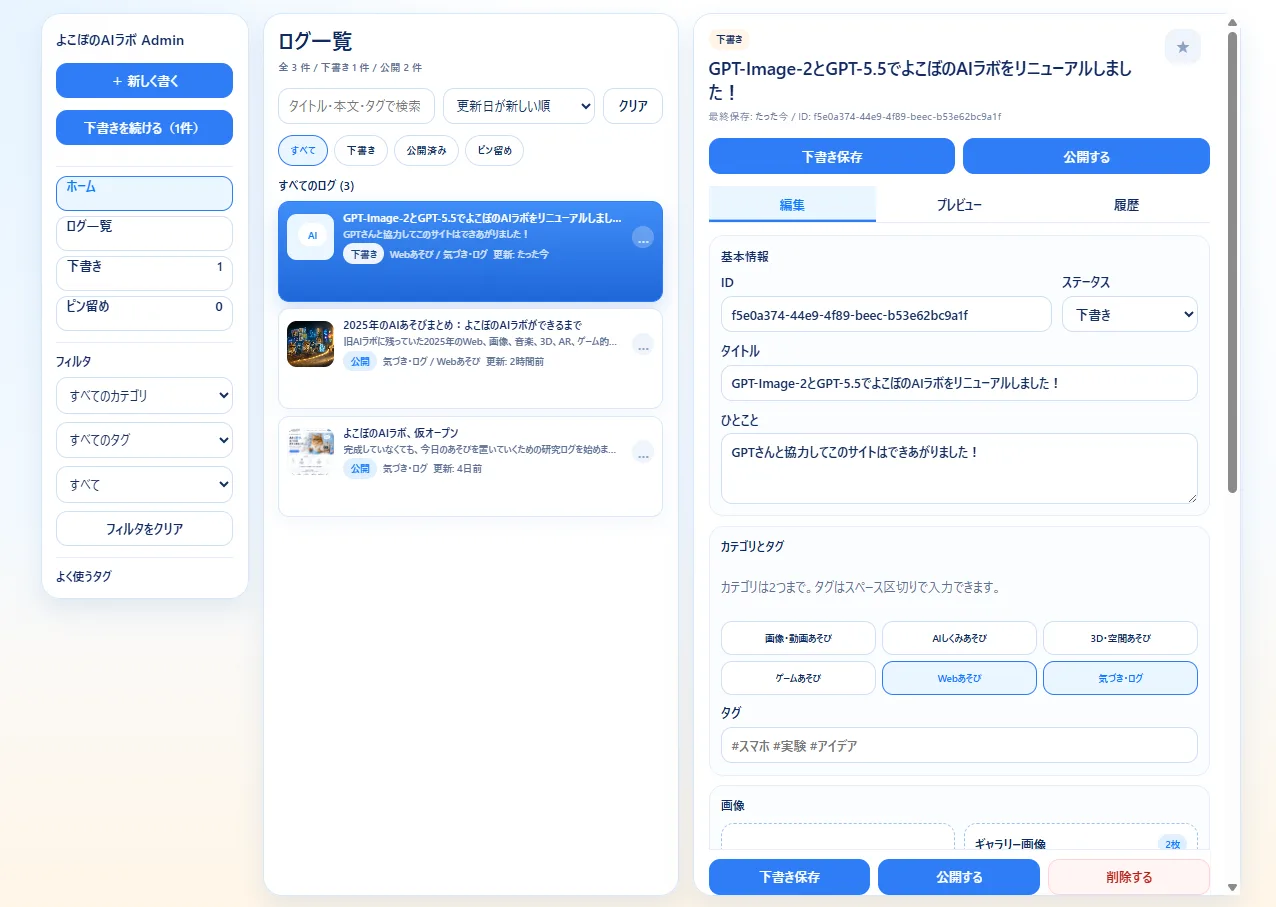 よこぽのAIラボ Admin
＋ 新しく書く
下書きを続ける（1件）
ホーム
ログ一覧
下書き 1
ピン留め 0
フィルタ
すべてのカテゴリ
すべてのタグ
すべて
フィルタをクリア
よく使うタグ
ログ一覧
全 3 件 / 下書き 1 件 / 公開 2 件
タイトル・本文・タグで検索
更新日が新しい順
クリア
すべて
下書き
公開済み
ピン留め
すべてのログ (3)
AI
GPT-Image-2とGPT-5.5でよこぽのAIラボをリニューアルしまし...
GPTさんと協力してこのサイトはできあがりました！
下書き Webあそび / 気づき・ログ 更新: たった今
...
2025年のAIあそびまとめ：よこぽのAIラボができるまで
旧AIラボに残っていた2025年のWeb、画像、音楽、3D、AR、ゲーム的...
公開 気づき・ログ / Webあそび 更新: 2時間前
...
よこぽのAIラボ、仮オープン
完成していなくても、今日のあそびを置いていくための研究ログを始めま...
公開 気づき・ログ 更新: 4日前
...
下書き
★
GPT-Image-2とGPT-5.5でよこぽのAIラボをリニューアルしまし
た！
最終保存: たった今 / ID: f5e0a374-44e9-4f89-beec-b53e62bc9a1f
下書き保存
公開する
編集
プレビュー
履歴
基本情報
ID
f5e0a374-44e9-4f89-beec-b53e62bc9a1f
ステータス
下書き
タイトル
GPT-Image-2とGPT-5.5でよこぽのAIラボをリニューアルしました！
ひとこと
GPTさんと協力してこのサイトはできあがりました！
カテゴリとタグ
カテゴリは2つまで。タグはスペース区切りで入力できます。
画像・動画あそび
AIしくみあそび
3D・空間あそび
ゲームあそび
Webあそび
気づき・ログ
タグ
#スマホ #実験 #アイデア
画像
ギャラリー画像 2枚
下書き保存
公開する
削除する